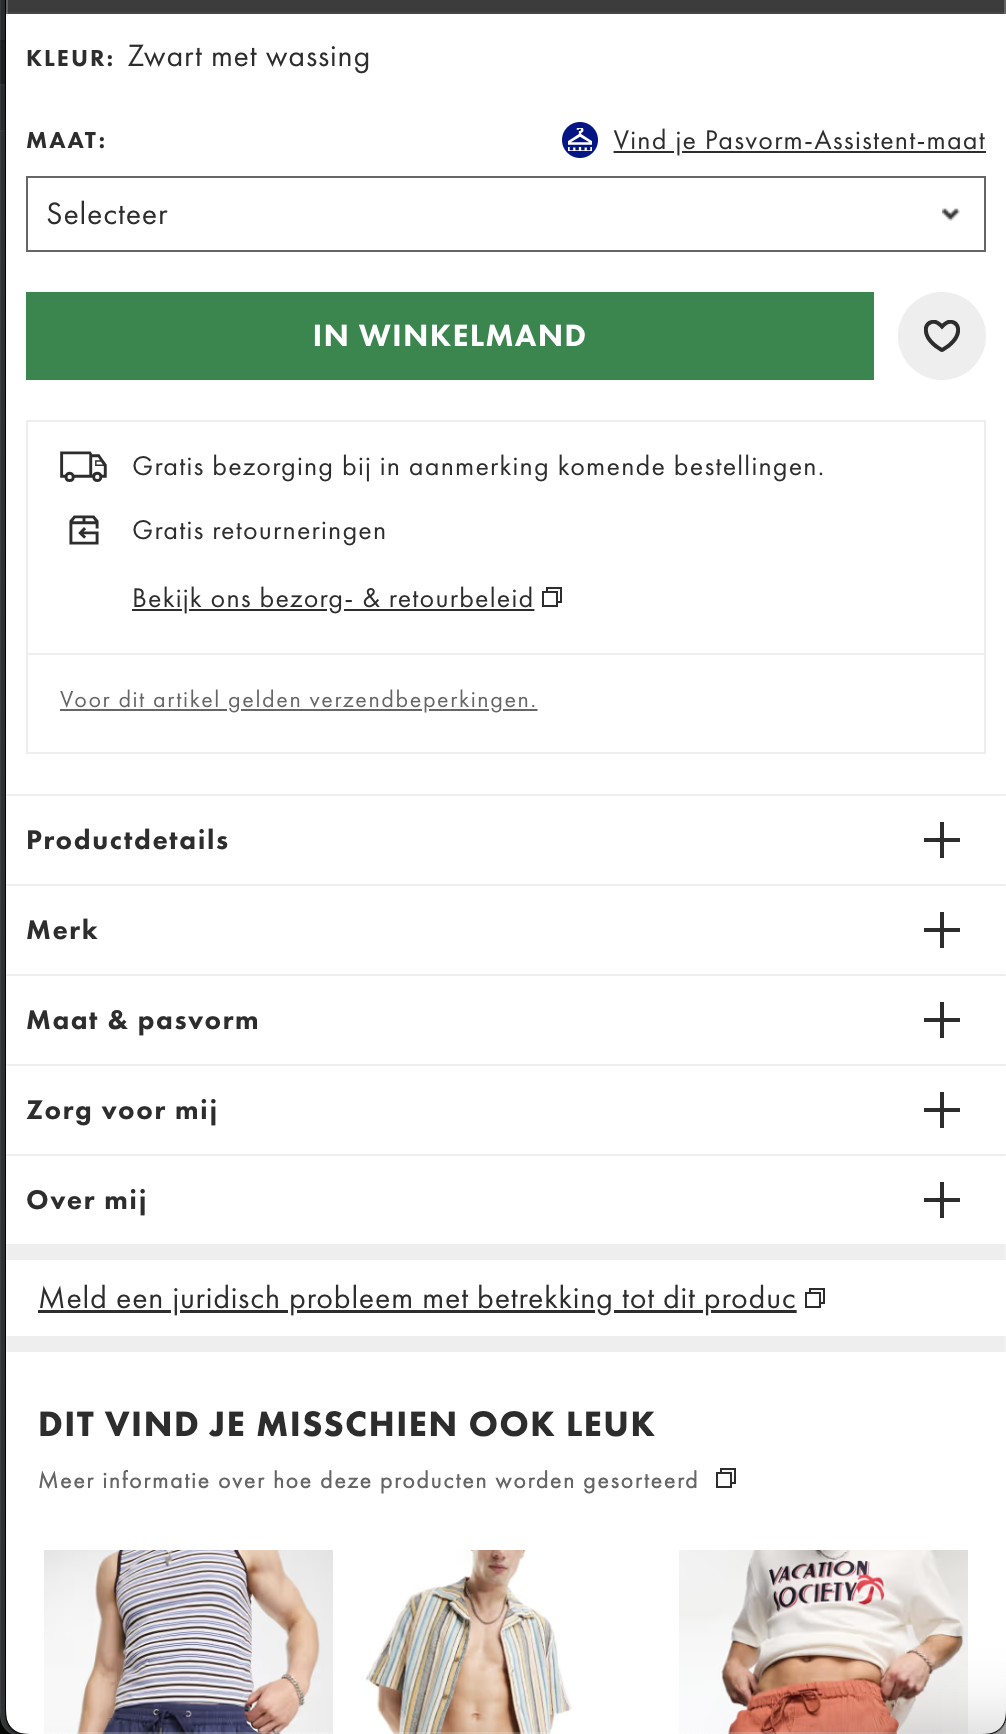 KLEUR: Zwart met wassing
MAAT:
Vind je Pasvorm-Assistent-maat
Selecteer
IN WINKELMAND
Gratis bezorging bij in aanmerking komende bestellingen.
Gratis retourneringen
Bekijk ons bezorg- & retourbeleid
Voor dit artikel gelden verzendbeperkingen.
Productdetails
Merk
Maat & pasvorm
Zorg voor mij
Over mij
Meld een juridisch probleem met betrekking tot dit produc
DIT VIND JE MISSCHIEN OOK LEUK
Meer informatie over hoe deze producten worden gesorteerd
VACATION
SOCIETY